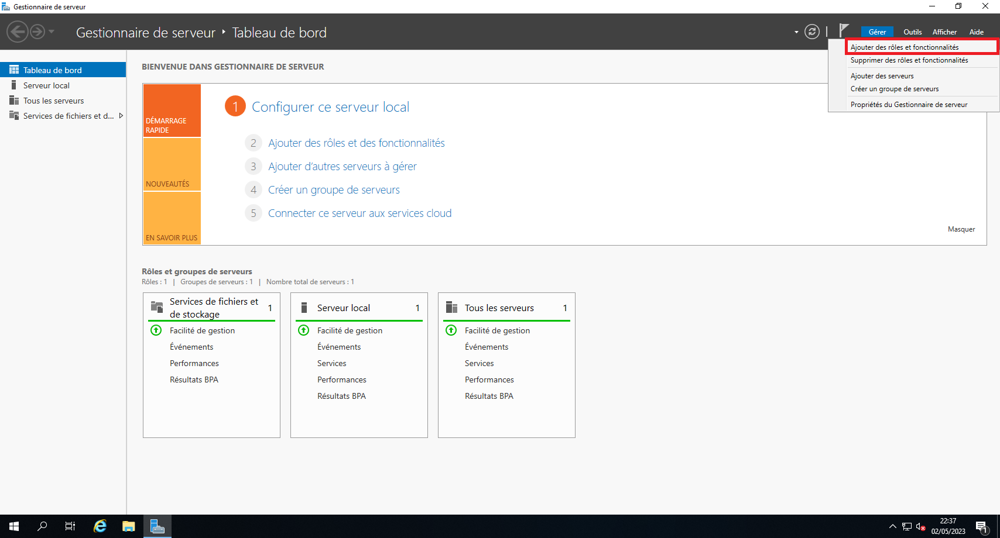 Gestionnaire de serveur
Gestionnaire de serveur ‣ Tableau de bord
Gérer Outils Afficher Aide
Ajouter des rôles et fonctionnalités
Supprimer des rôles et fonctionnalités
Ajouter des serveurs
Créer un groupe de serveurs
Propriétés du Gestionnaire de serveur
Tableau de bord
Serveur local
Tous les serveurs
Services de fichiers et d...
BIENVENUE DANS GESTIONNAIRE DE SERVEUR
DÉMARRAGE
RAPIDE
NOUVEAUTÉS
EN SAVOIR PLUS
1 Configurer ce serveur local
2 Ajouter des rôles et des fonctionnalités
3 Ajouter d’autres serveurs à gérer
4 Créer un groupe de serveurs
5 Connecter ce serveur aux services cloud
Masquer
Rôles et groupes de serveurs
Rôles : 1 | Groupes de serveurs : 1 | Nombre total de serveurs : 1
Services de fichiers et
de stockage
1
Facilité de gestion
Événements
Performances
Résultats BPA
Serveur local 1
Facilité de gestion
Événements
Services
Performances
Résultats BPA
Tous les serveurs 1
Facilité de gestion
Événements
Services
Performances
Résultats BPA
22:37
02/05/2023
1